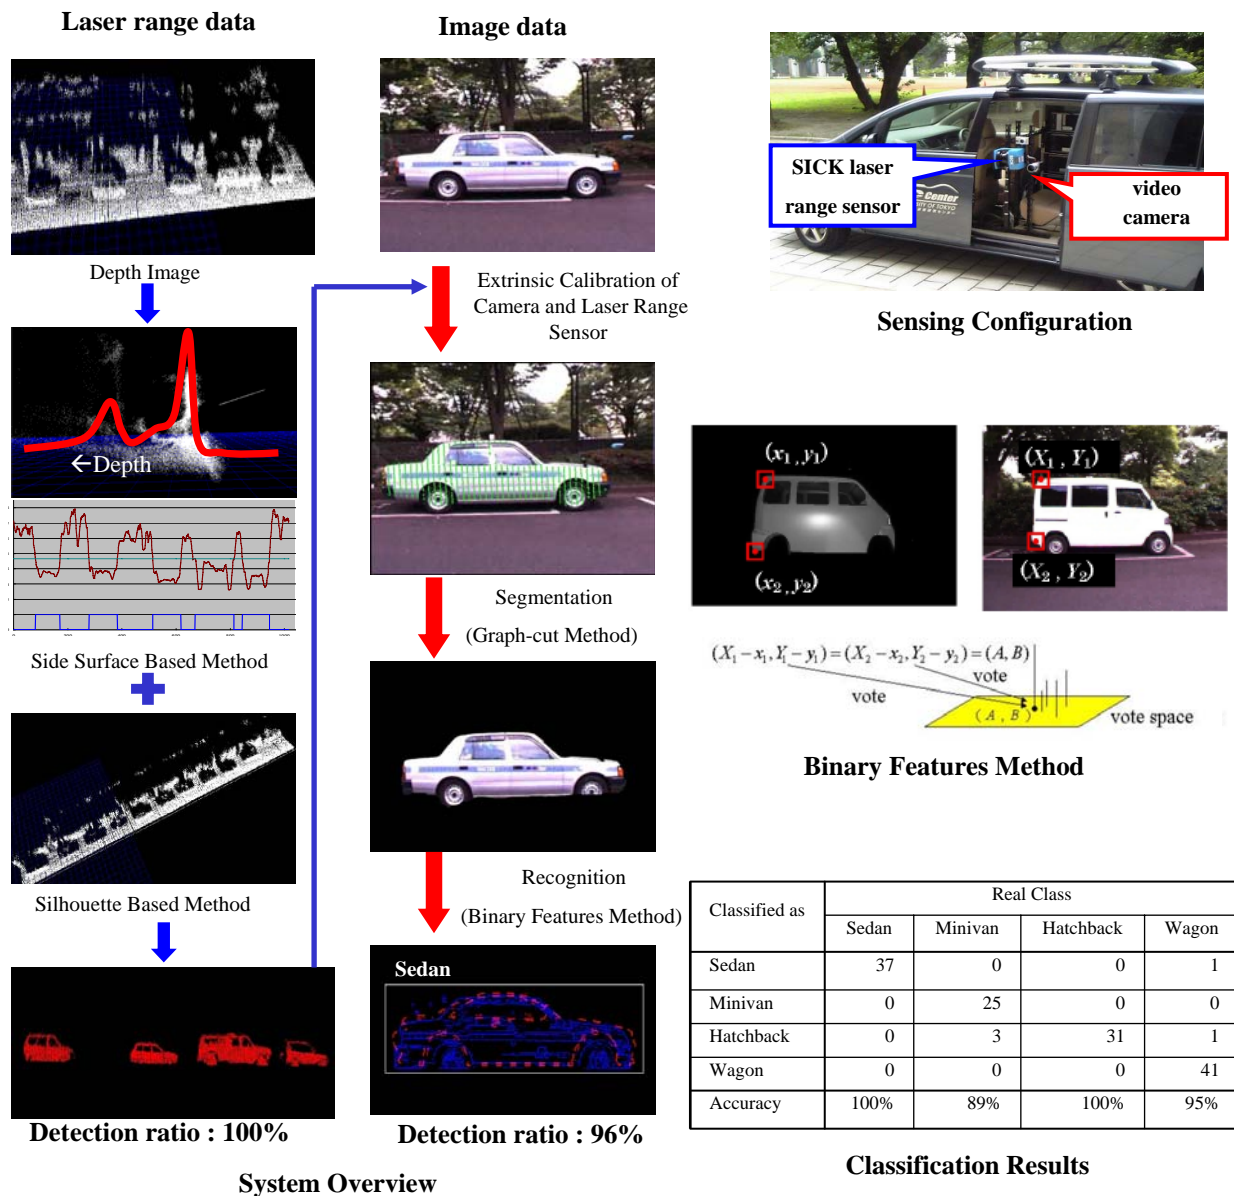 Laser range data
Image data
Depth Image
←Depth
Side Surface Based Method
Silhouette Based Method
Detection ratio : 100%
Extrinsic Calibration of
Camera and Laser Range
Sensor
Segmentation
(Graph-cut Method)
Recognition
(Binary Features Method)
Sedan
Detection ratio : 96%
System Overview
SICK laser
range sensor
video
camera
Center
Sensing Configuration
(x1, y1)
(x2, y2)
(X1, Y1)
(X2, Y2)
(X1−x1, Y1−y1)=(X2−x2, Y2−y2)=(A, B)
vote
vote
(A, B)
vote space
Binary Features Method
Classified as Real Class
Sedan Minivan Hatchback Wagon
Sedan 37 0 0 1
Minivan 0 25 0 0
Hatchback 0 3 31 1
Wagon 0 0 0 41
Accuracy 100% 89% 100% 95%
Classification Results